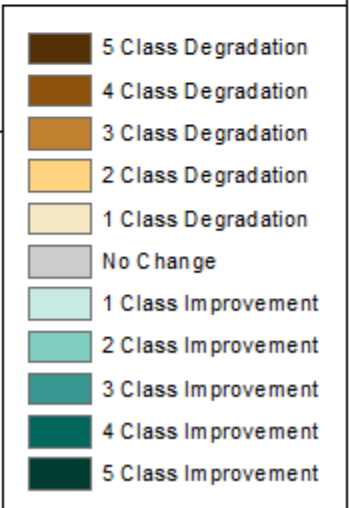 5 Class Degradation
4 Class Degradation
3 Class Degradation
2 Class Degradation
1 Class Degradation
No Change
1 Class Improvement
2 Class Improvement
3 Class Improvement
4 Class Improvement
5 Class Improvement